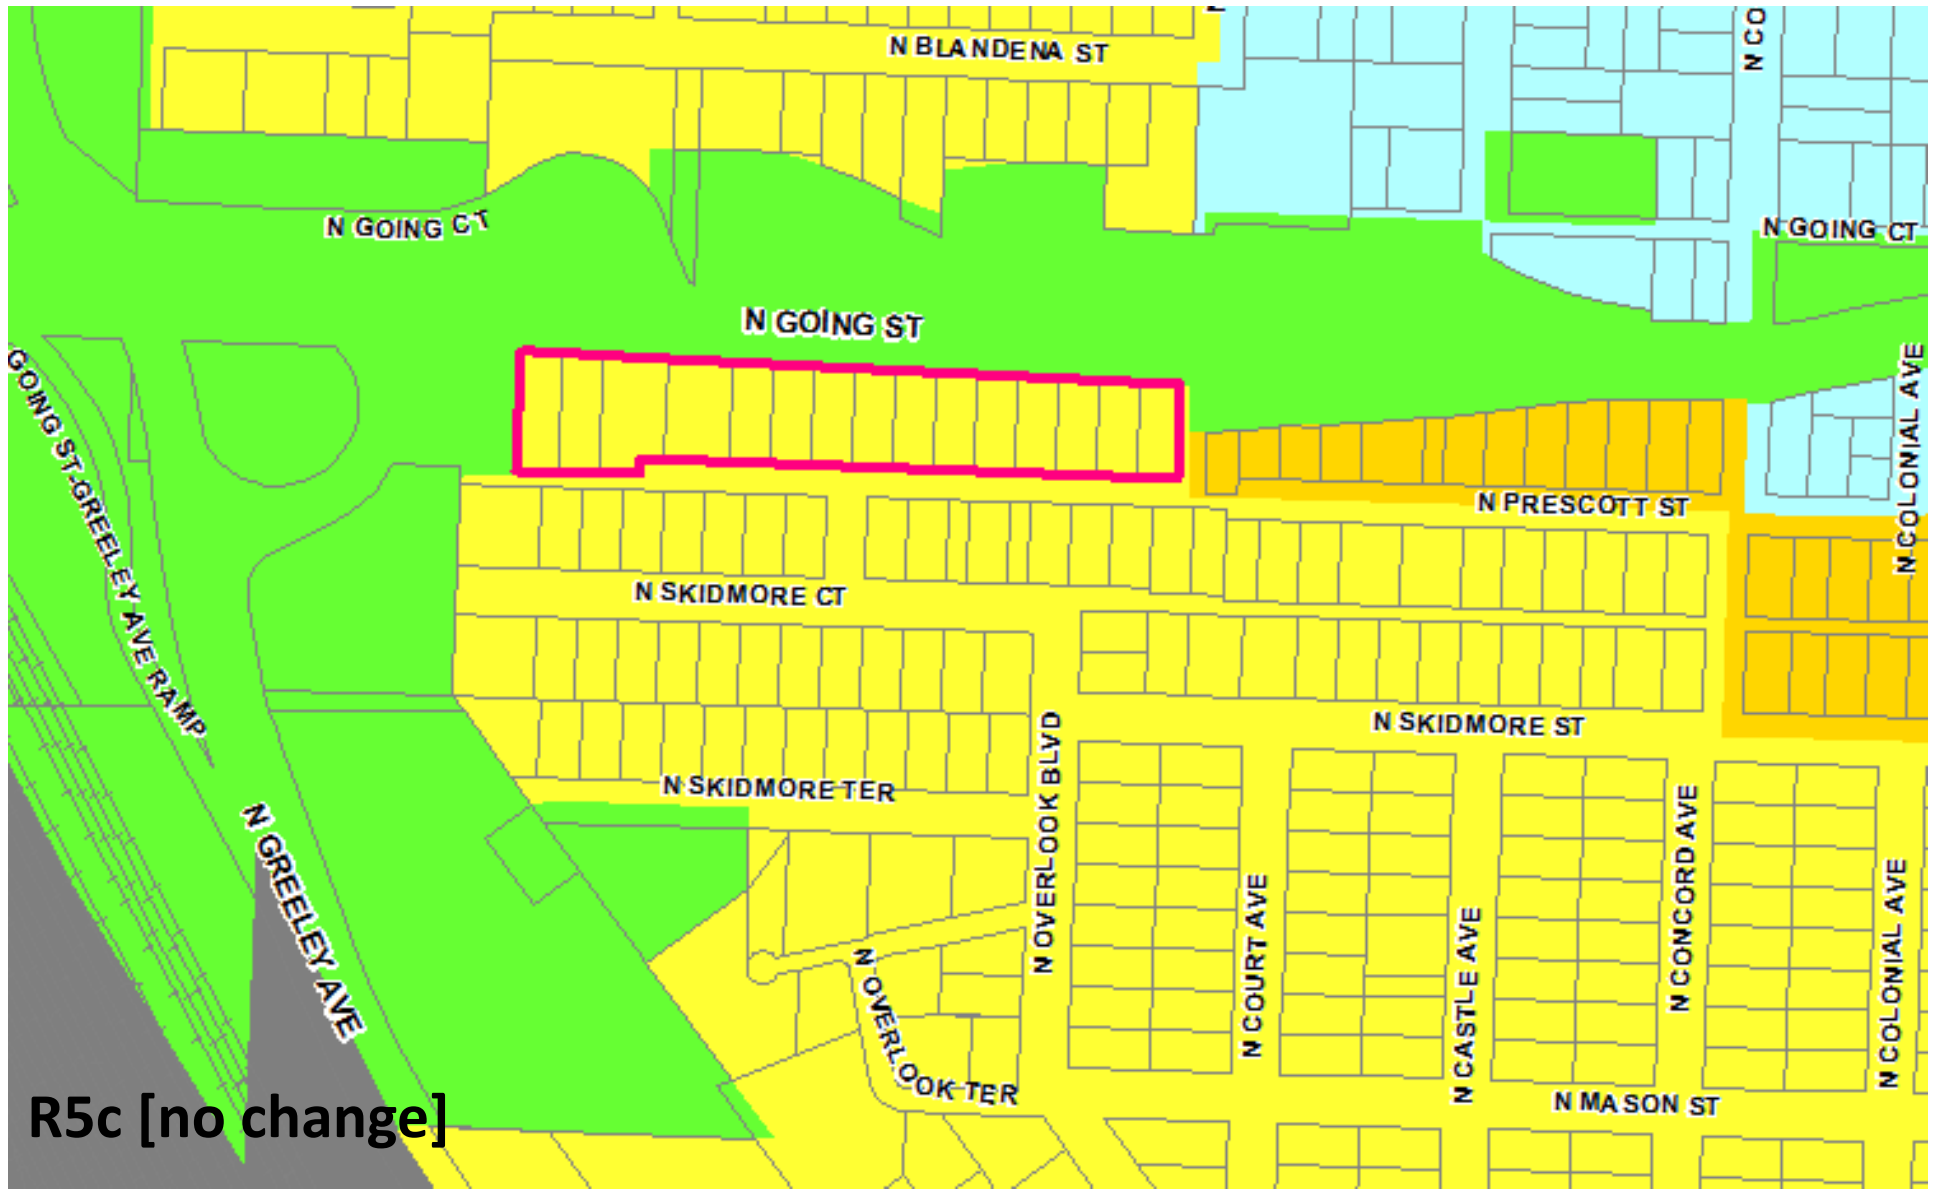 N CO
N BLANDENA ST
N GOING CT
N GOING CT
N GOING ST
GOING ST-GREELEY AVE RAMP
N COLONIAL AVE
N PRESCOTT ST
N SKIDMORE CT
N SKIDMORE ST
N SKIDMORE TER
N OVERLOOK BLVD
N GREELEY AVE
N COURT AVE
N CASTLE AVE
N CONCORD AVE
N COLONIAL AVE
N OVERLOOK TER
N MASON ST
R5c [no change]